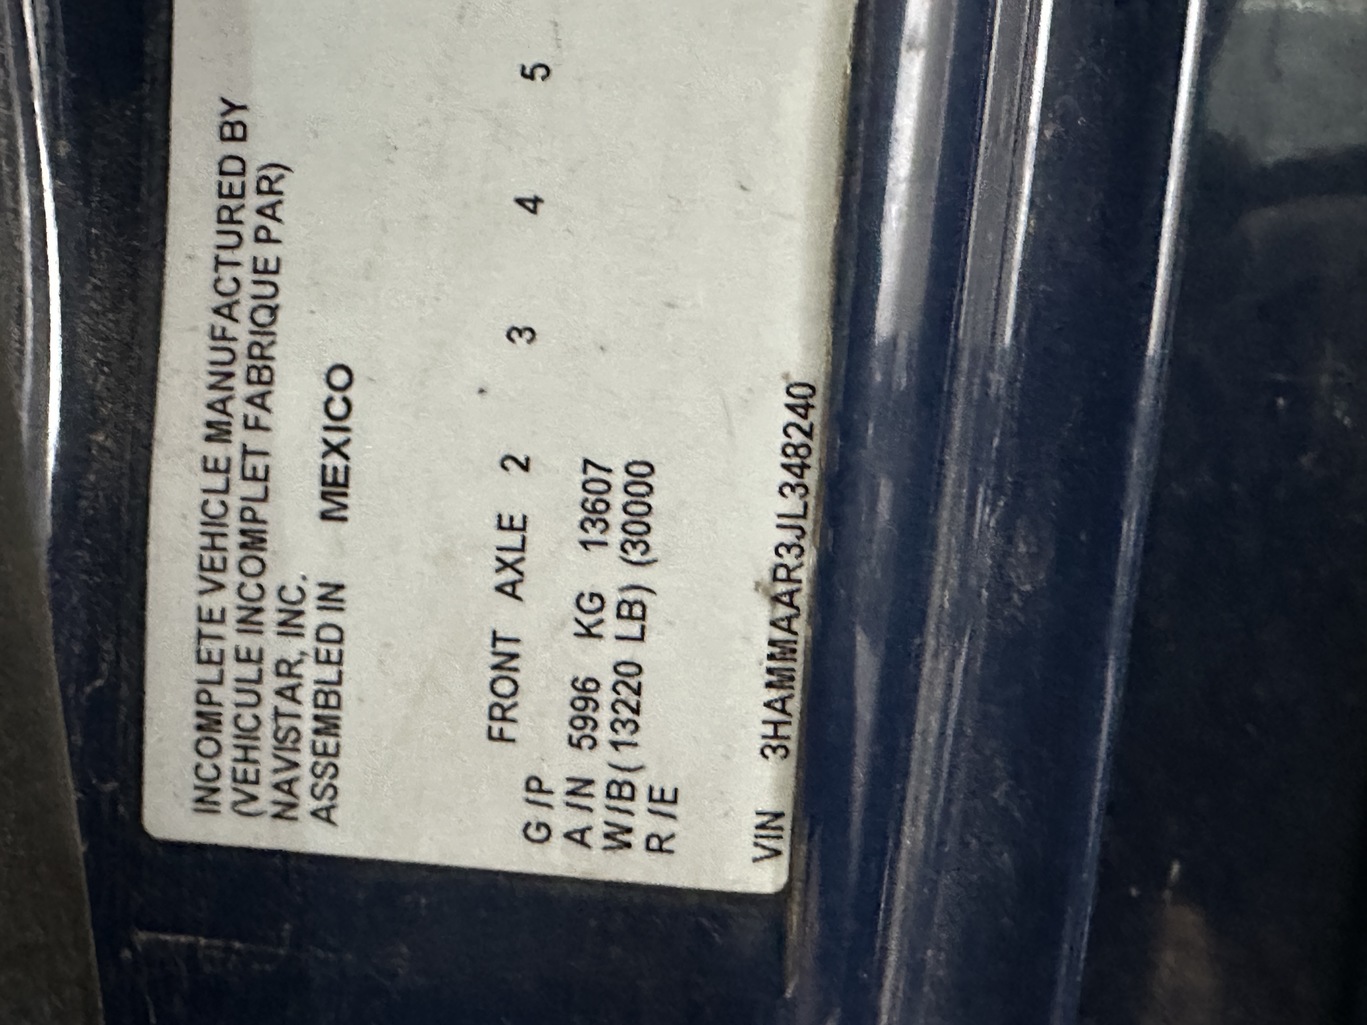 INCOMPLETE VEHICLE MANUFACTURED BY
(VEHICULE INCOMPLET FABRIQUE PAR)
NAVISTAR, INC.
ASSEMBLED IN MEXICO
FRONT AXLE 2 3 4 5
G /P
A /N 5996 KG 13607
W/B(13220 LB) (30000
R /E
VIN 3HAMMAAR3JL348240